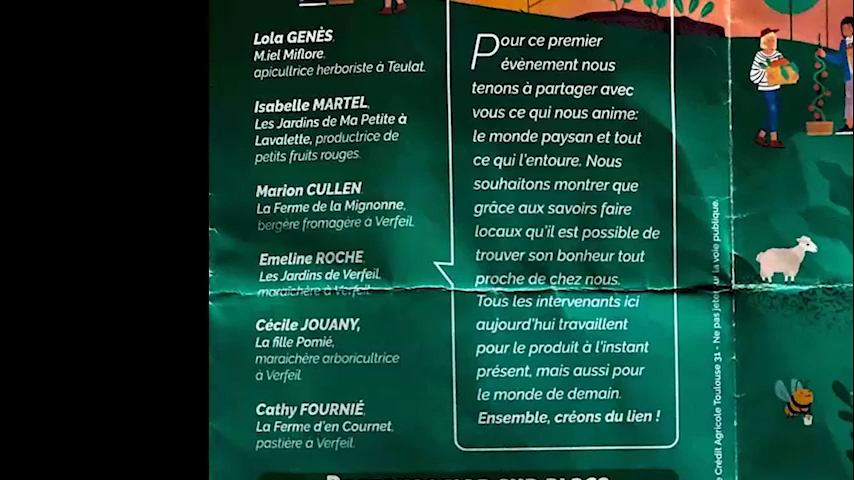 Lola GENÈS,
M.iel Miflore,
apicultrice herboriste à Teulat.
Isabelle MARTEL,
Les Jardins de Ma Petite à
Lavalette, productrice de
petits fruits rouges.
Marion CULLEN,
La Ferme de la Mignonne,
bergère fromagère à Verfeil.
Emeline ROCHE,
Les Jardins de Verfeil,
maraîchère à Verfeil.
Cécile JOUANY,
La fille Pomié,
maraichère arboricultrice
à Verfeil.
Cathy FOURNIÉ,
La Ferme d'en Cournet,
pastière à Verfeil.
Pour ce premier
évènement nous
tenons à partager avec
vous ce qui nous anime:
le monde paysan et tout
ce qui l'entoure. Nous
souhaitons montrer que
grâce aux savoirs faire
locaux qu'il est possible de
trouver son bonheur tout
proche de chez nous.
Tous les intervenants ici
aujourd'hui travaillent
pour le produit à l'instant
présent, mais aussi pour
le monde de demain.
Ensemble, créons du lien !
Crédit Agricole Toulouse 31 - Ne pas jeter sur la voie publique.